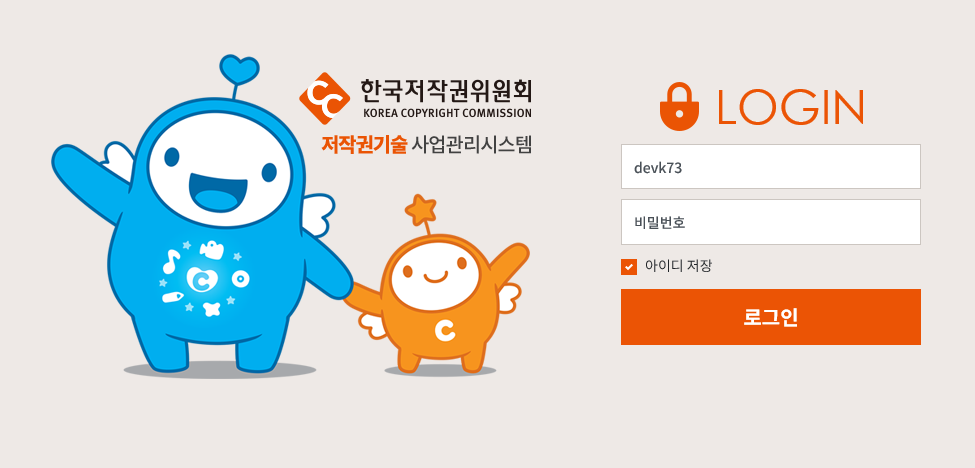 한국저작권위원회
KOREA COPYRIGHT COMMISSION
저작권기술 사업관리시스템
C
C
LOGIN
devk73
비밀번호
아이디 저장
로그인